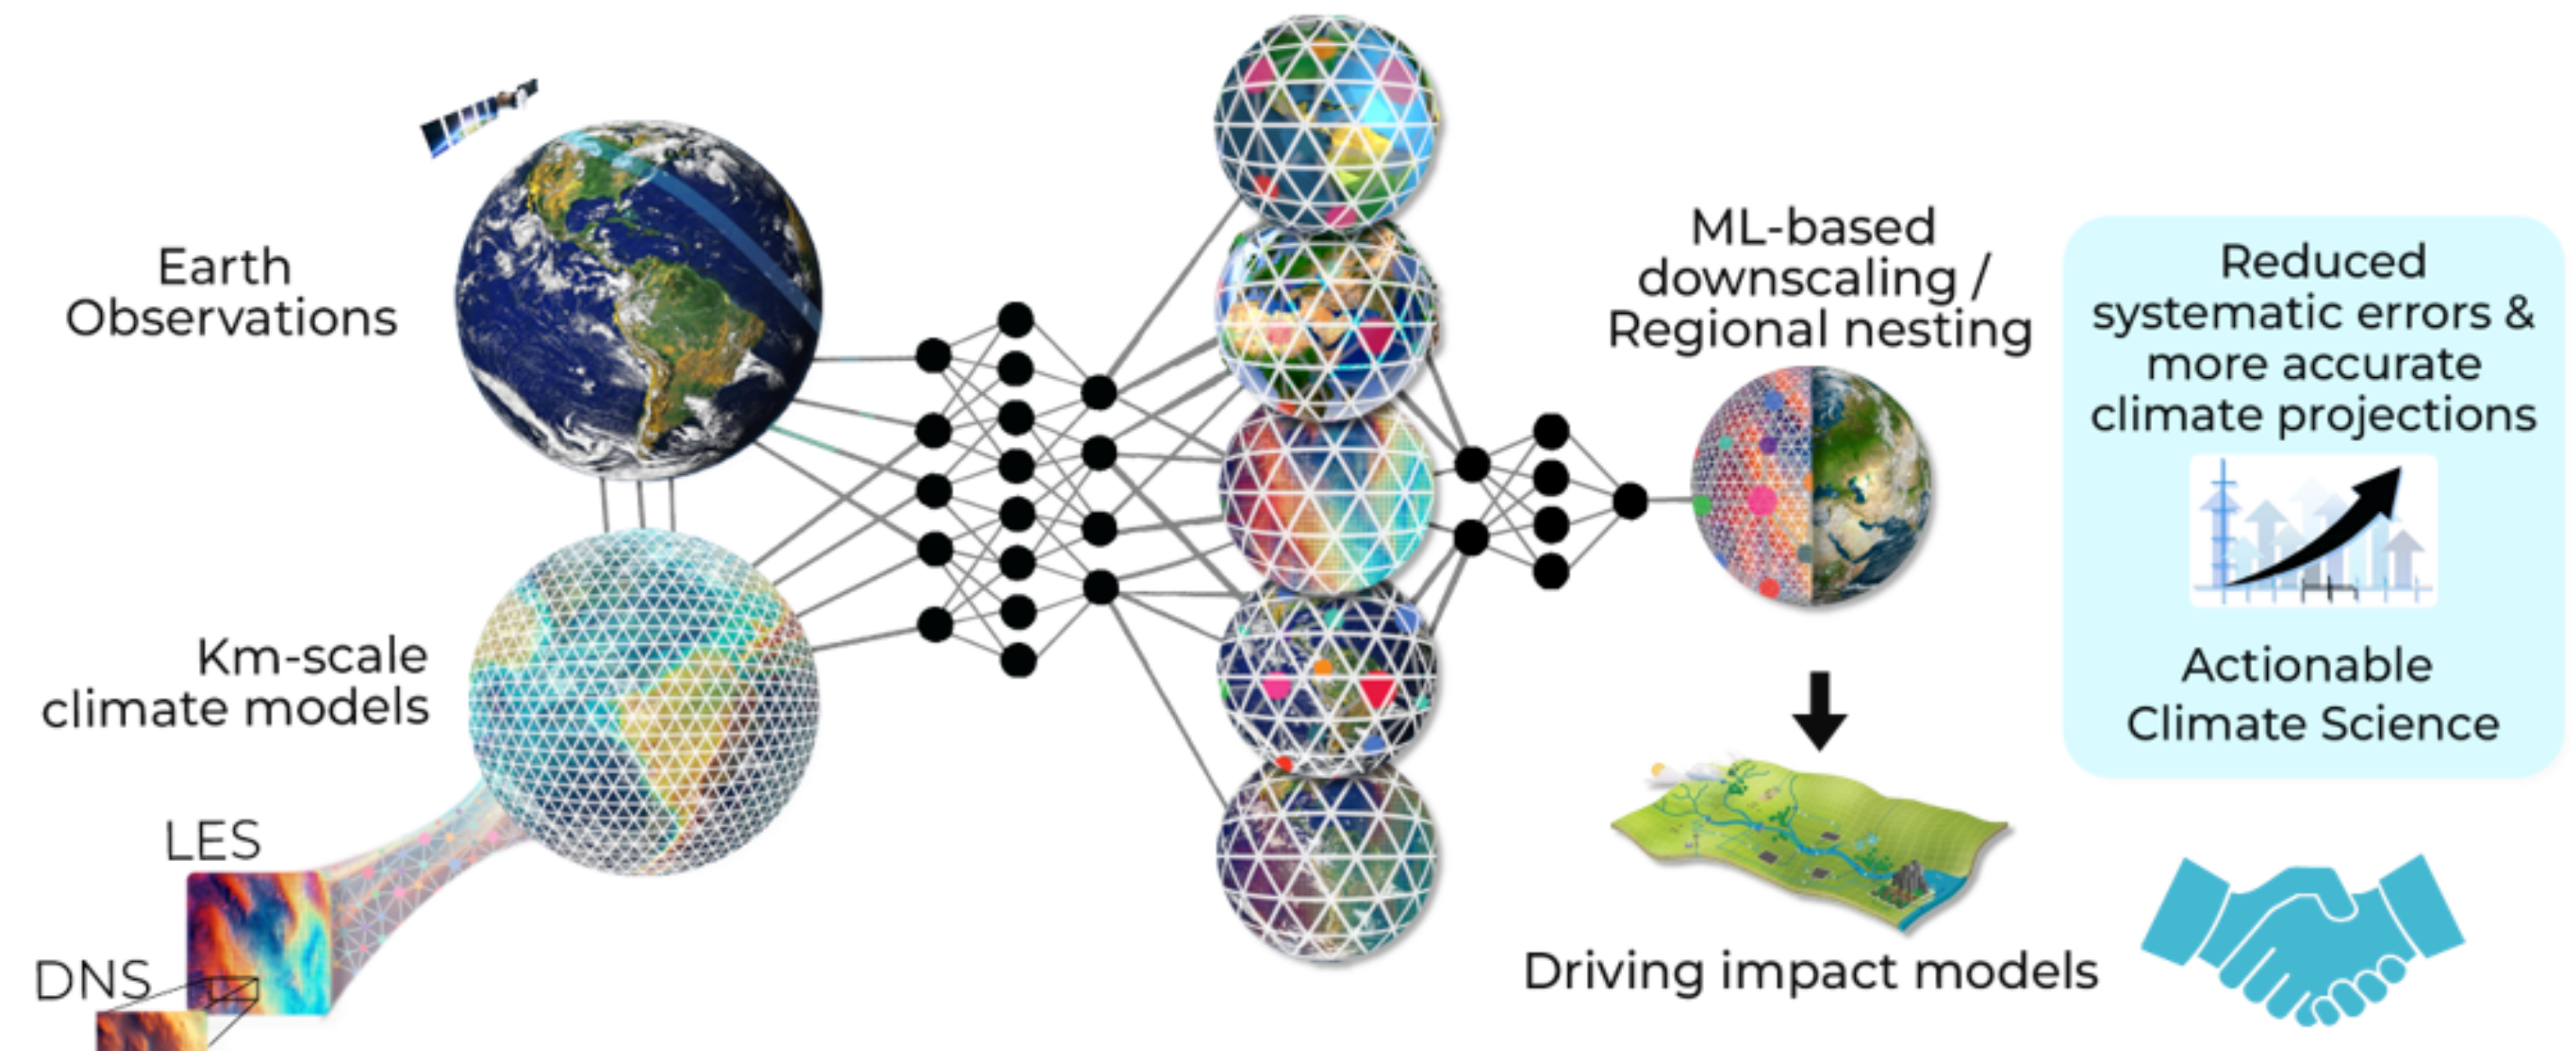 Earth
Observations
Km-scale
climate models
LES
DNS
ML-based
downscaling /
Regional nesting
Driving impact models
Reduced
systematic errors &
more accurate
climate projections
Actionable
Climate Science